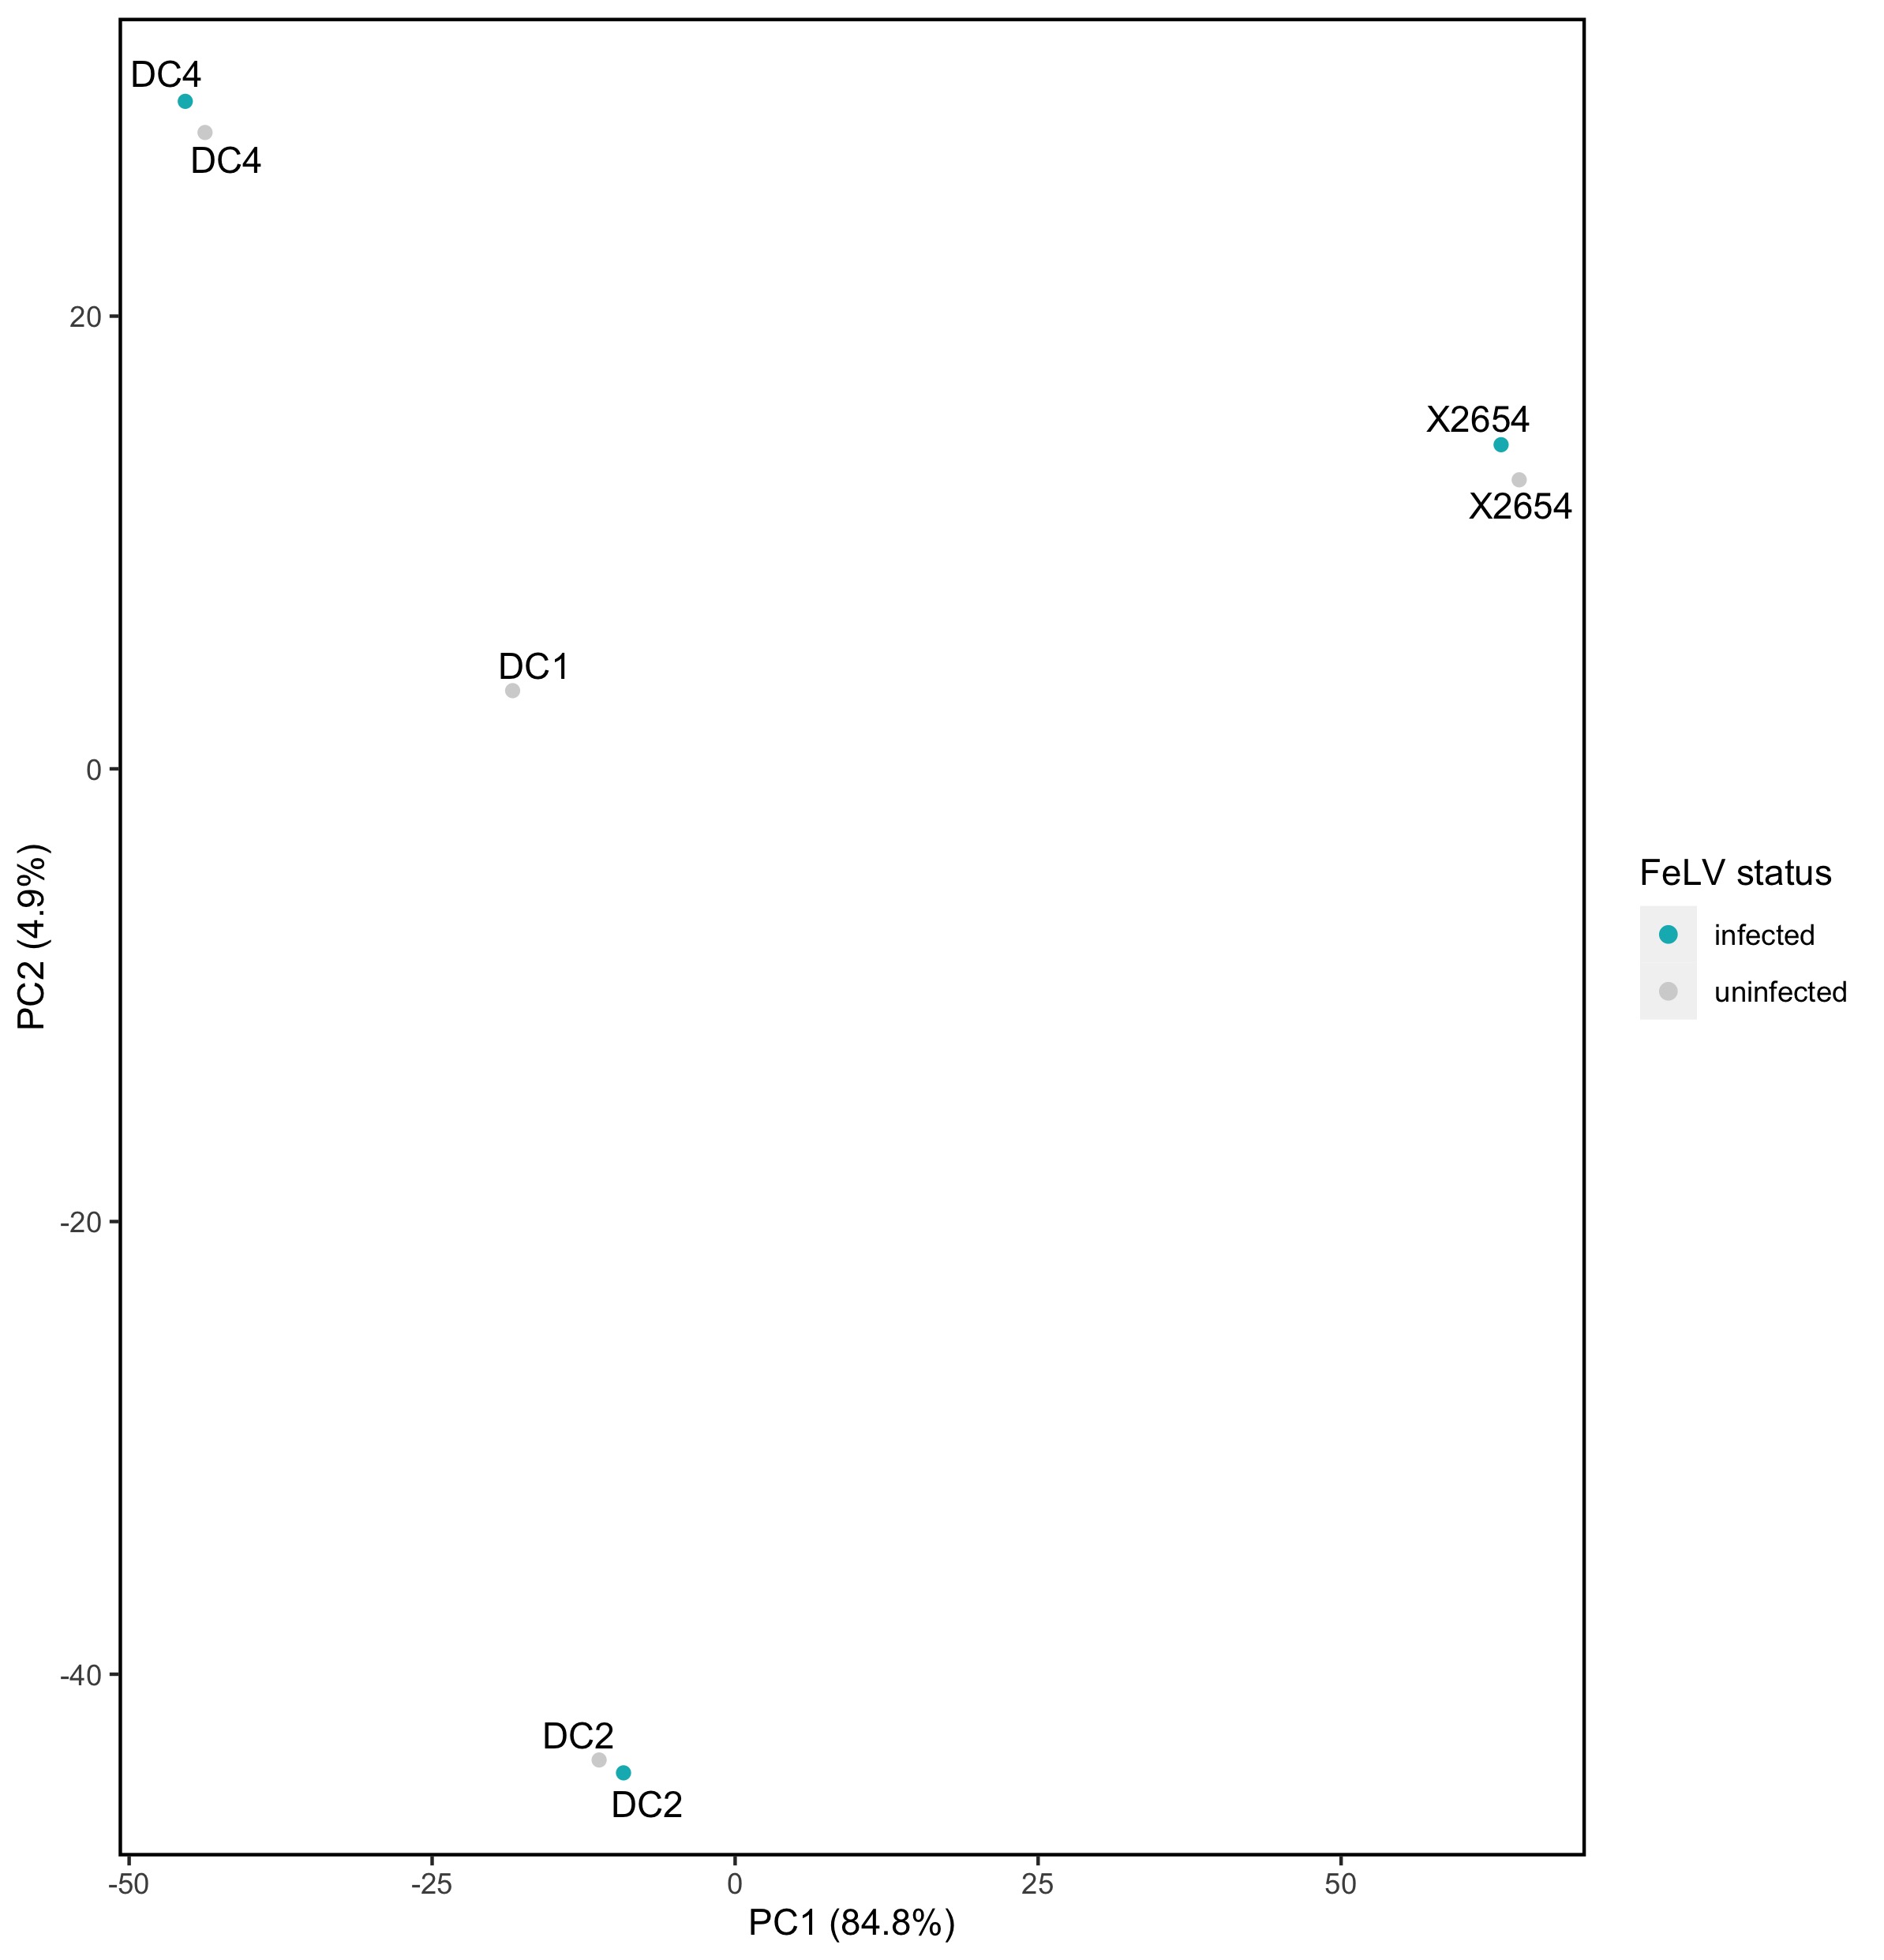 DC4
DC4
20
X2654
X2654
DC1
0
PC2 (4.9%)
FeLV status
infected
uninfected
-20
-40
DC2
DC2
-50 -25 0 25 50
PC1 (84.8%)